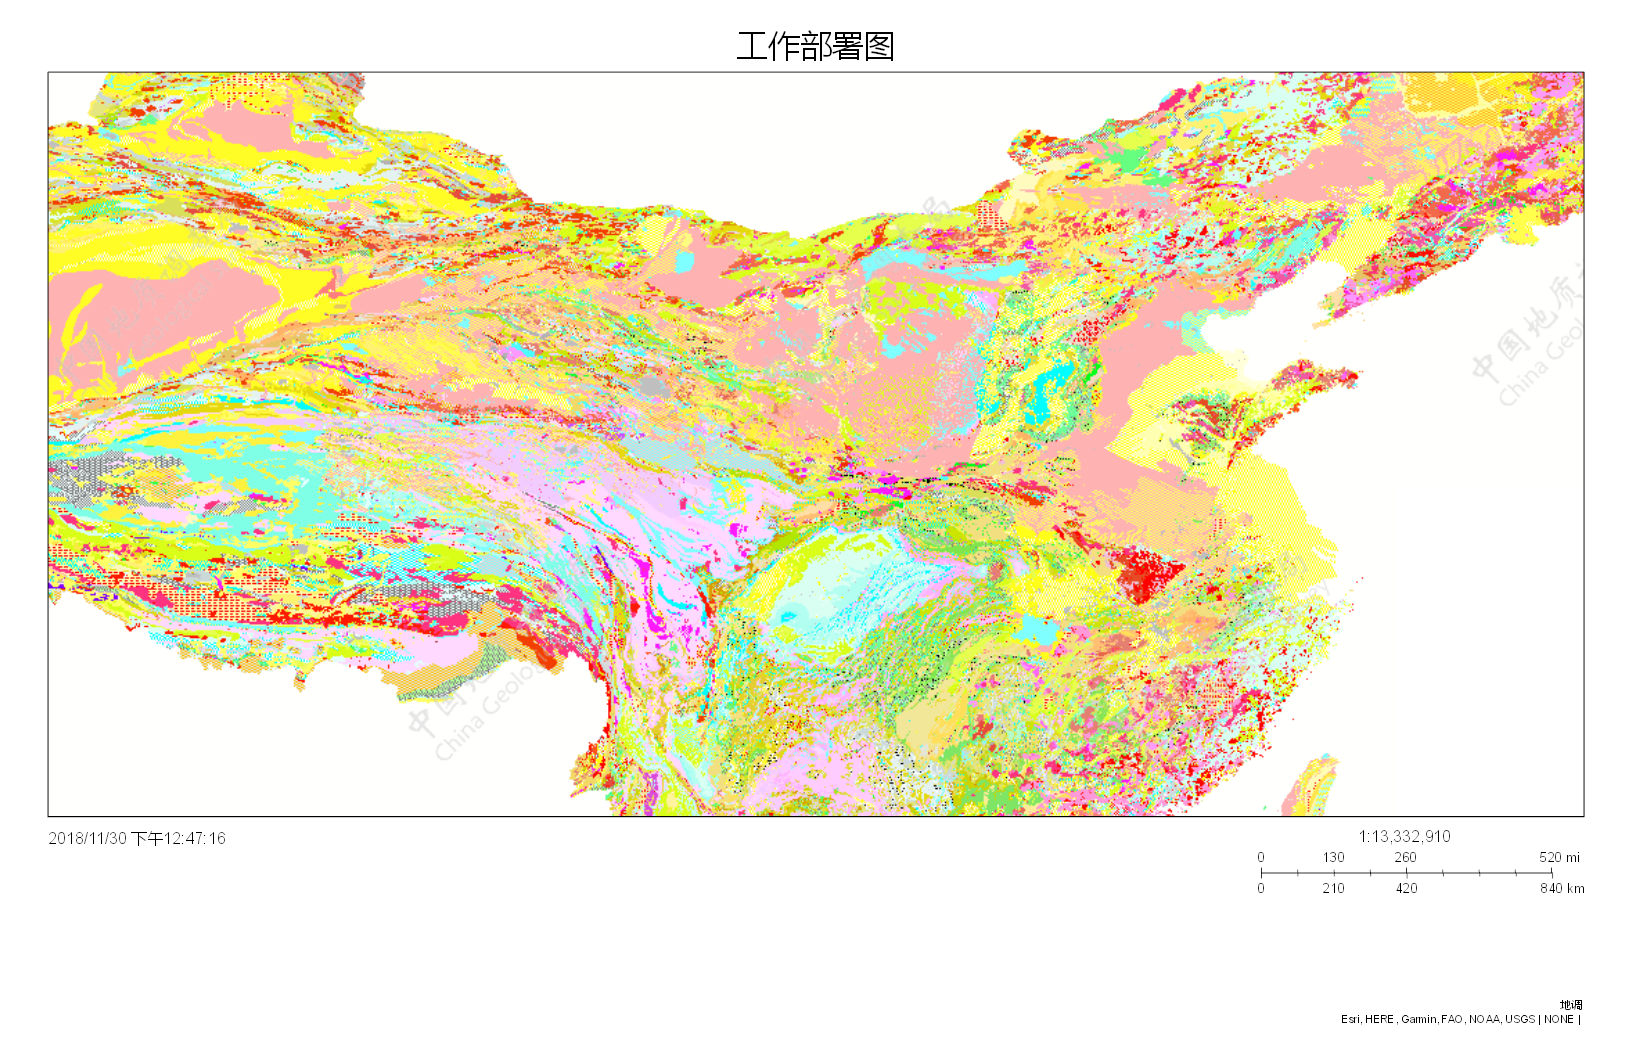 工作部署图
中国地质
China Geolo
中国地
China Geolog
2018/11/30 下午12:47:16
1:13,332,910
0 130 260 520 mi
0 210 420 840 km
地调
Esri, HERE, Garmin, FAO, NOAA, USGS | NONE |